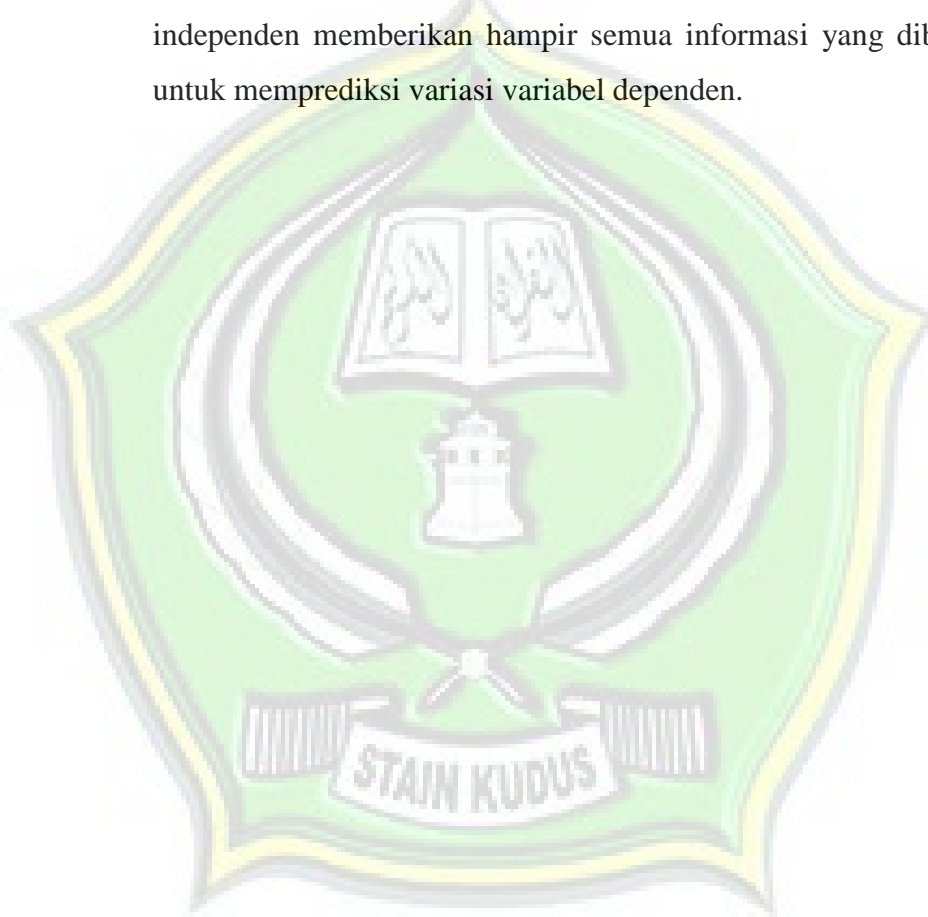 independen memberikan hampir semua informasi yang dib
untuk memprediksi variasi variabel dependen.
STAIN KUDUS